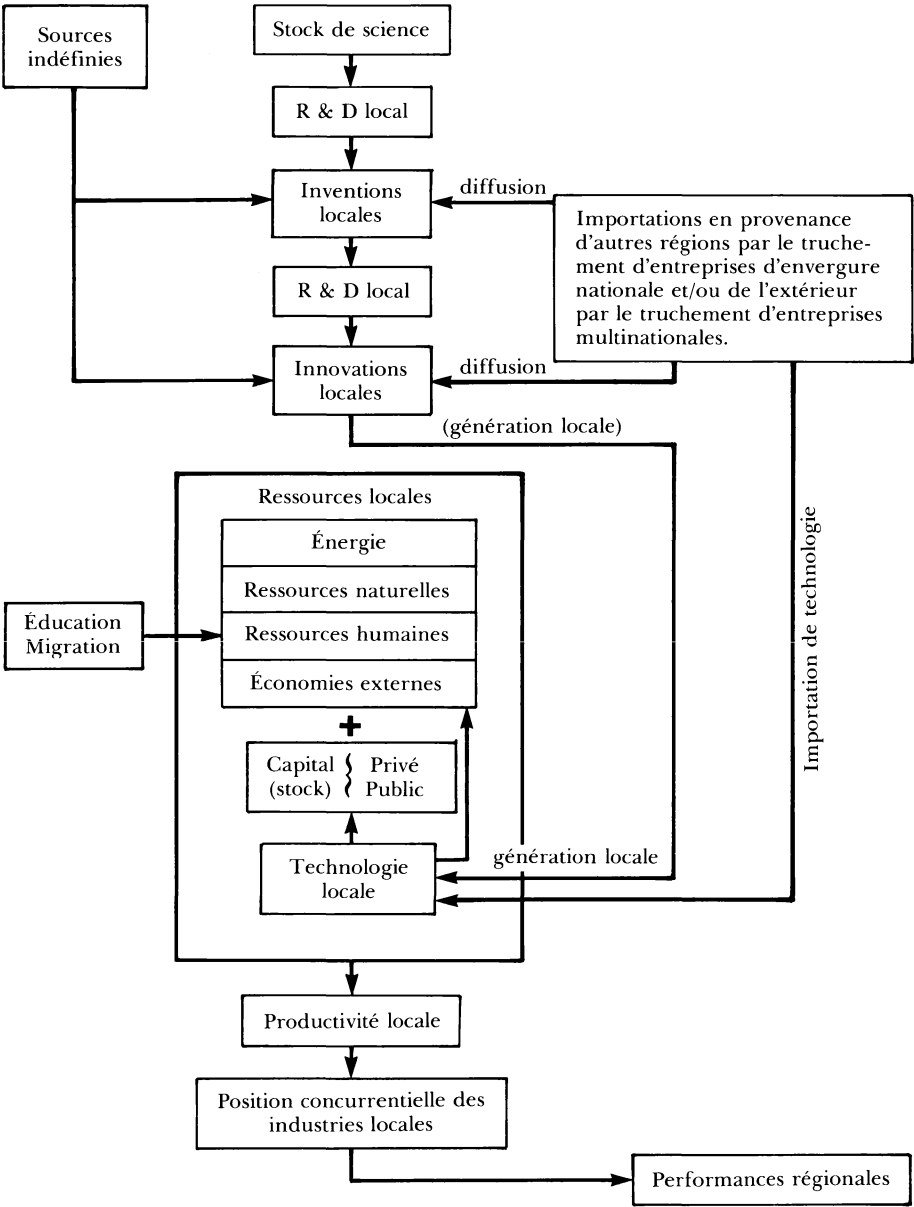 Sources
indéfinies
Stock de science
R & D local
Inventions
locales
diffusion
Importations en provenance
d'autres régions par le truche-
ment d'entreprises d'envergure
nationale et/ou de l'extérieur
par le truchement d'entreprises
multinationales.
R & D local
Innovations
locales
diffusion
(génération locale)
Ressources locales
Énergie
Ressources naturelles
Ressources humaines
Économies externes
Éducation
Migration
Importation de technologie
+
Capital Privé
(stock) Public
Technologie
locale
génération locale
Productivité locale
Position concurrentielle des
industries locales
Performances régionales